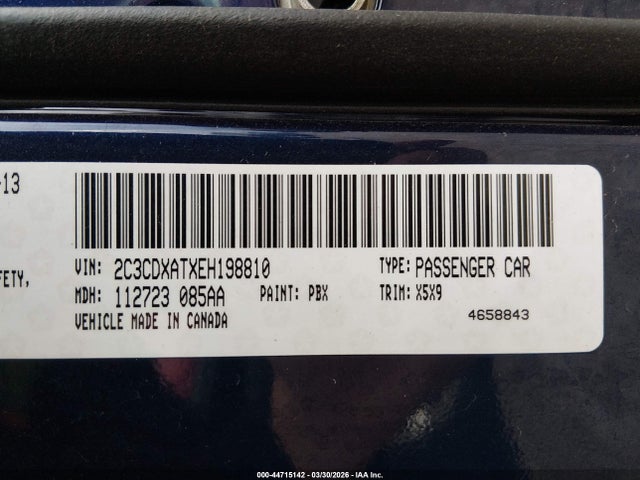 -13
FETY,
VIN: 2C3CDXATXEH198810 TYPE: PASSENGER CAR
MDH: 112723 085AA PAINT: PBX TRIM: X5X9
VEHICLE MADE IN CANADA 4658843
000-44715142 - 03/30/2026 - IAA Inc.